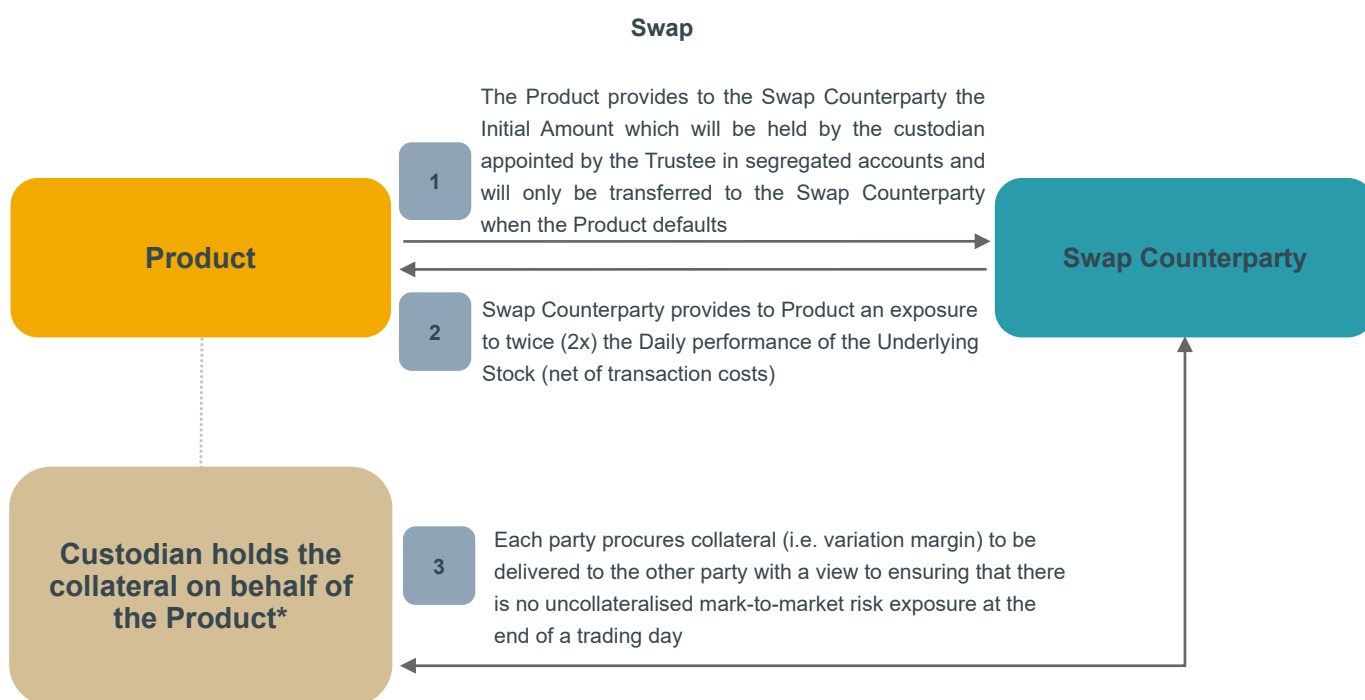 Swap
The Product provides to the Swap Counterparty the
Initial Amount which will be held by the custodian
appointed by the Trustee in segregated accounts and
will only be transferred to the Swap Counterparty
when the Product defaults
1
Product
Swap Counterparty
2
Swap Counterparty provides to Product an exposure
to twice (2x) the Daily performance of the Underlying
Stock (net of transaction costs)
Custodian holds the
collateral on behalf of
the Product*
3
Each party procures collateral (i.e. variation margin) to be
delivered to the other party with a view to ensuring that there
is no uncollateralised mark-to-market risk exposure at the
end of a trading day